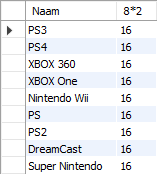 Naam 8*2
PS3 16
PS4 16
XBOX 360 16
XBOX One 16
Nintendo Wii 16
PS 16
PS2 16
DreamCast 16
Super Nintendo 16